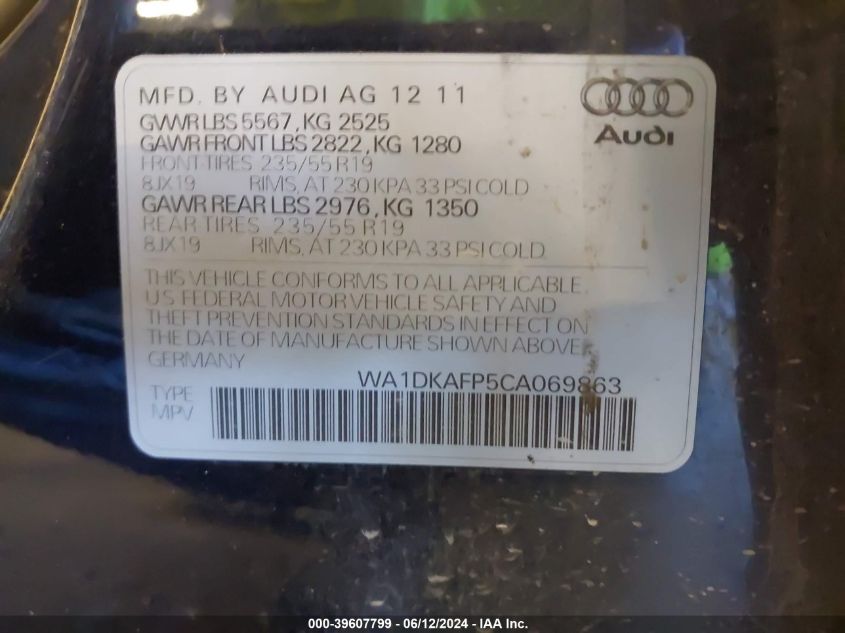 MFD. BY AUDI AG 12 11
GVWR LBS 5567, KG 2525
GAWR FRONT LBS 2822, KG 1280
FRONT-TIRES 235/55 R19
8JX19 RIMS, AT 230 KPA 33 PSI COLD
GAWR REAR LBS 2976, KG 1350
REAR TIRES 235/55 R19
8JX19 RIMS, AT 230 KPA 33 PSI COLD
Audi
THIS VEHICLE CONFORMS TO ALL APPLICABLE
U.S. FEDERAL MOTOR VEHICLE SAFETY AND
THEFT PREVENTION STANDARDS IN EFFECT ON
THE DATE OF MANUFACTURE SHOWN ABOVE.
GERMANY
WA1DKAFP5CA069863
TYPE
MPV
000-39607799 - 06/12/2024 - IAA Inc.